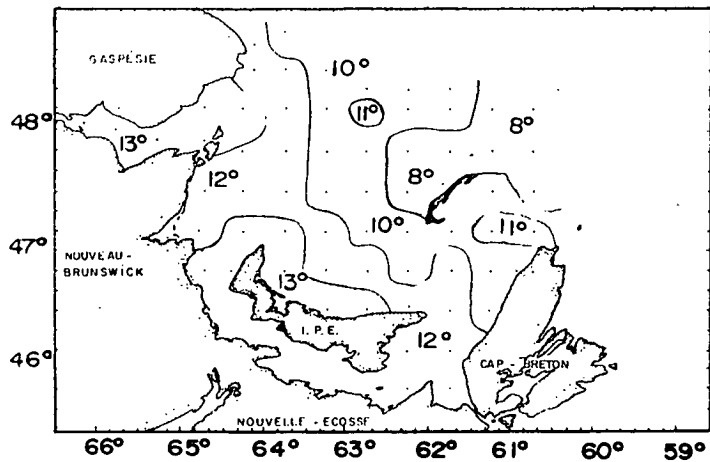 GASPÉSIE
10°
11°
48°
13°
8°
12°
8°
10°
11°
47°
NOUVEAU-
BRUNSWICK
13°
I.P.E.
12°
46°
CAP-BRETON
NOUVELLE-ECOSSE
66° 65° 64° 63° 62° 61° 60° 59°